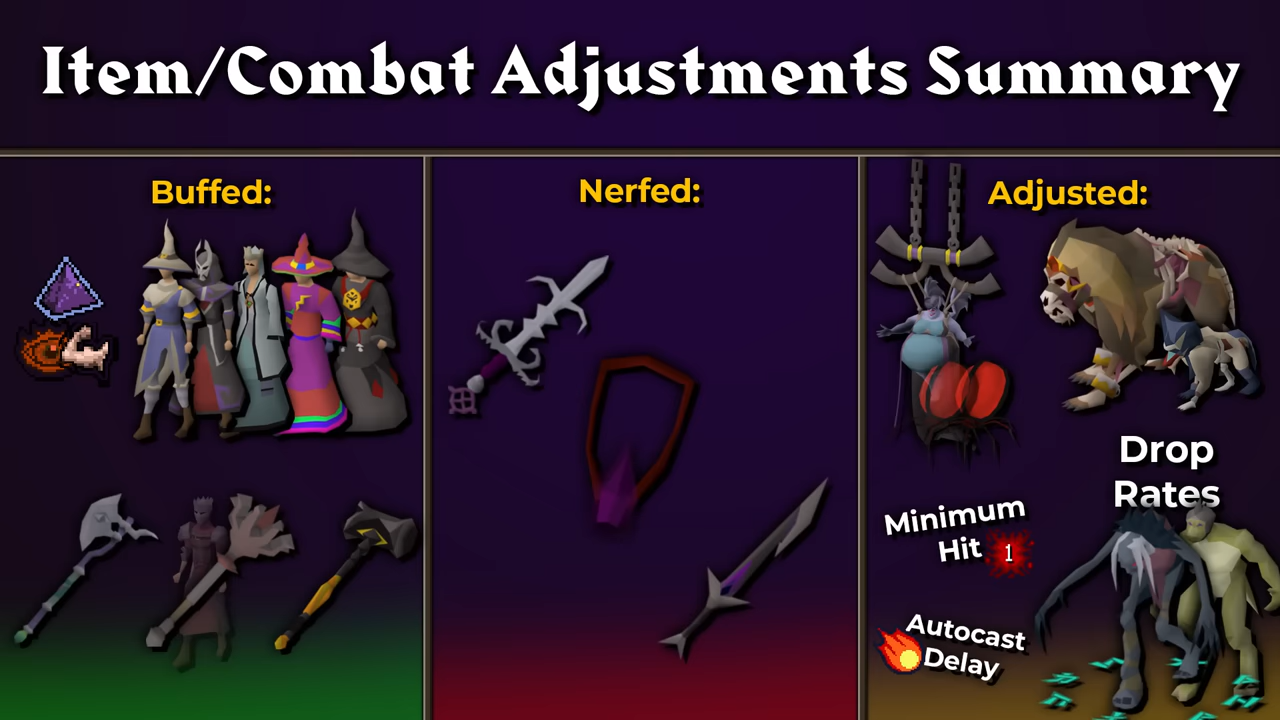 Item/Combat Adjustments Summary
Buffed:
Nerfed:
Adjusted:
Drop
Rates
Minimum
Hit 1
Autocast
Delay